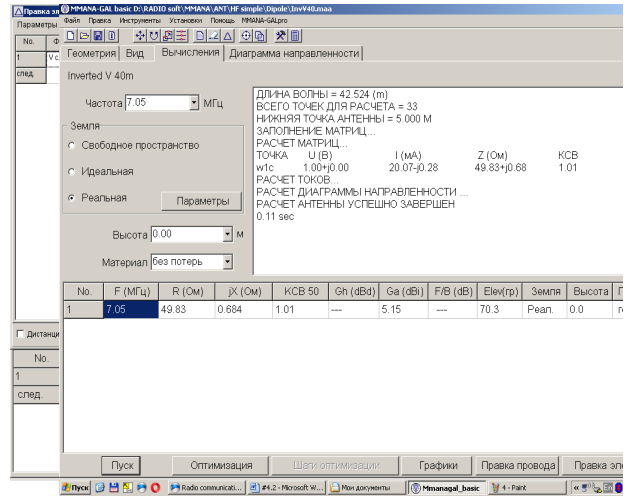 Правка эл
MMANA-GAL basic D:\RADIO soft\MMANA\ANT\HF simple\Dipole\InvV40.maa
Параметры
Файл Правка Инструменты Установки Помощь MMANA-GALpro
No.
1
след.
Геометрия Вид Вычисления Диаграмма направленности
Inverted V 40m
Частота 7.05 МГц
Земля
Свободное пространство
Идеальная
Реальная Параметры
Высота 0.00 м
Материал без потерь
ДЛИНА ВОЛНЫ = 42.524 (m)
ВСЕГО ТОЧЕК ДЛЯ РАСЧЕТА = 33
НИЖНЯЯ ТОЧКА АНТЕННЫ = 5.000 М
ЗАПОЛНЕНИЕ МАТРИЦ...
РАСЧЕТ МАТРИЦ...
ТОЧКА U (В) I (мА) Z (Ом) КСВ
w1c 1.00+j0.00 20.07-j0.28 49.83+j0.68 1.01
РАСЧЕТ ТОКОВ...
РАСЧЕТ ДИАГРАММЫ НАПРАВЛЕННОСТИ ...
РАСЧЕТ АНТЕННЫ УСПЕШНО ЗАВЕРШЕН
0.11 sec
No. F (МГц) R (Ом) jX (Ом) КСВ 50 Gh (dBd) Ga (dBi) F/B (dB) Elev(гр) Земля Высота
1 7.05 49.83 0.684 1.01 --- 5.15 --- 70.3 Реал. 0.0
Дистанци
No.
1
след.
Пуск Оптимизация Шаги оптимизации Графики Правка провода Правка эле
Пуск Radio communicati... #4.2 - Microsoft W... Мои документы Mmanagal_basic 4 - Paint